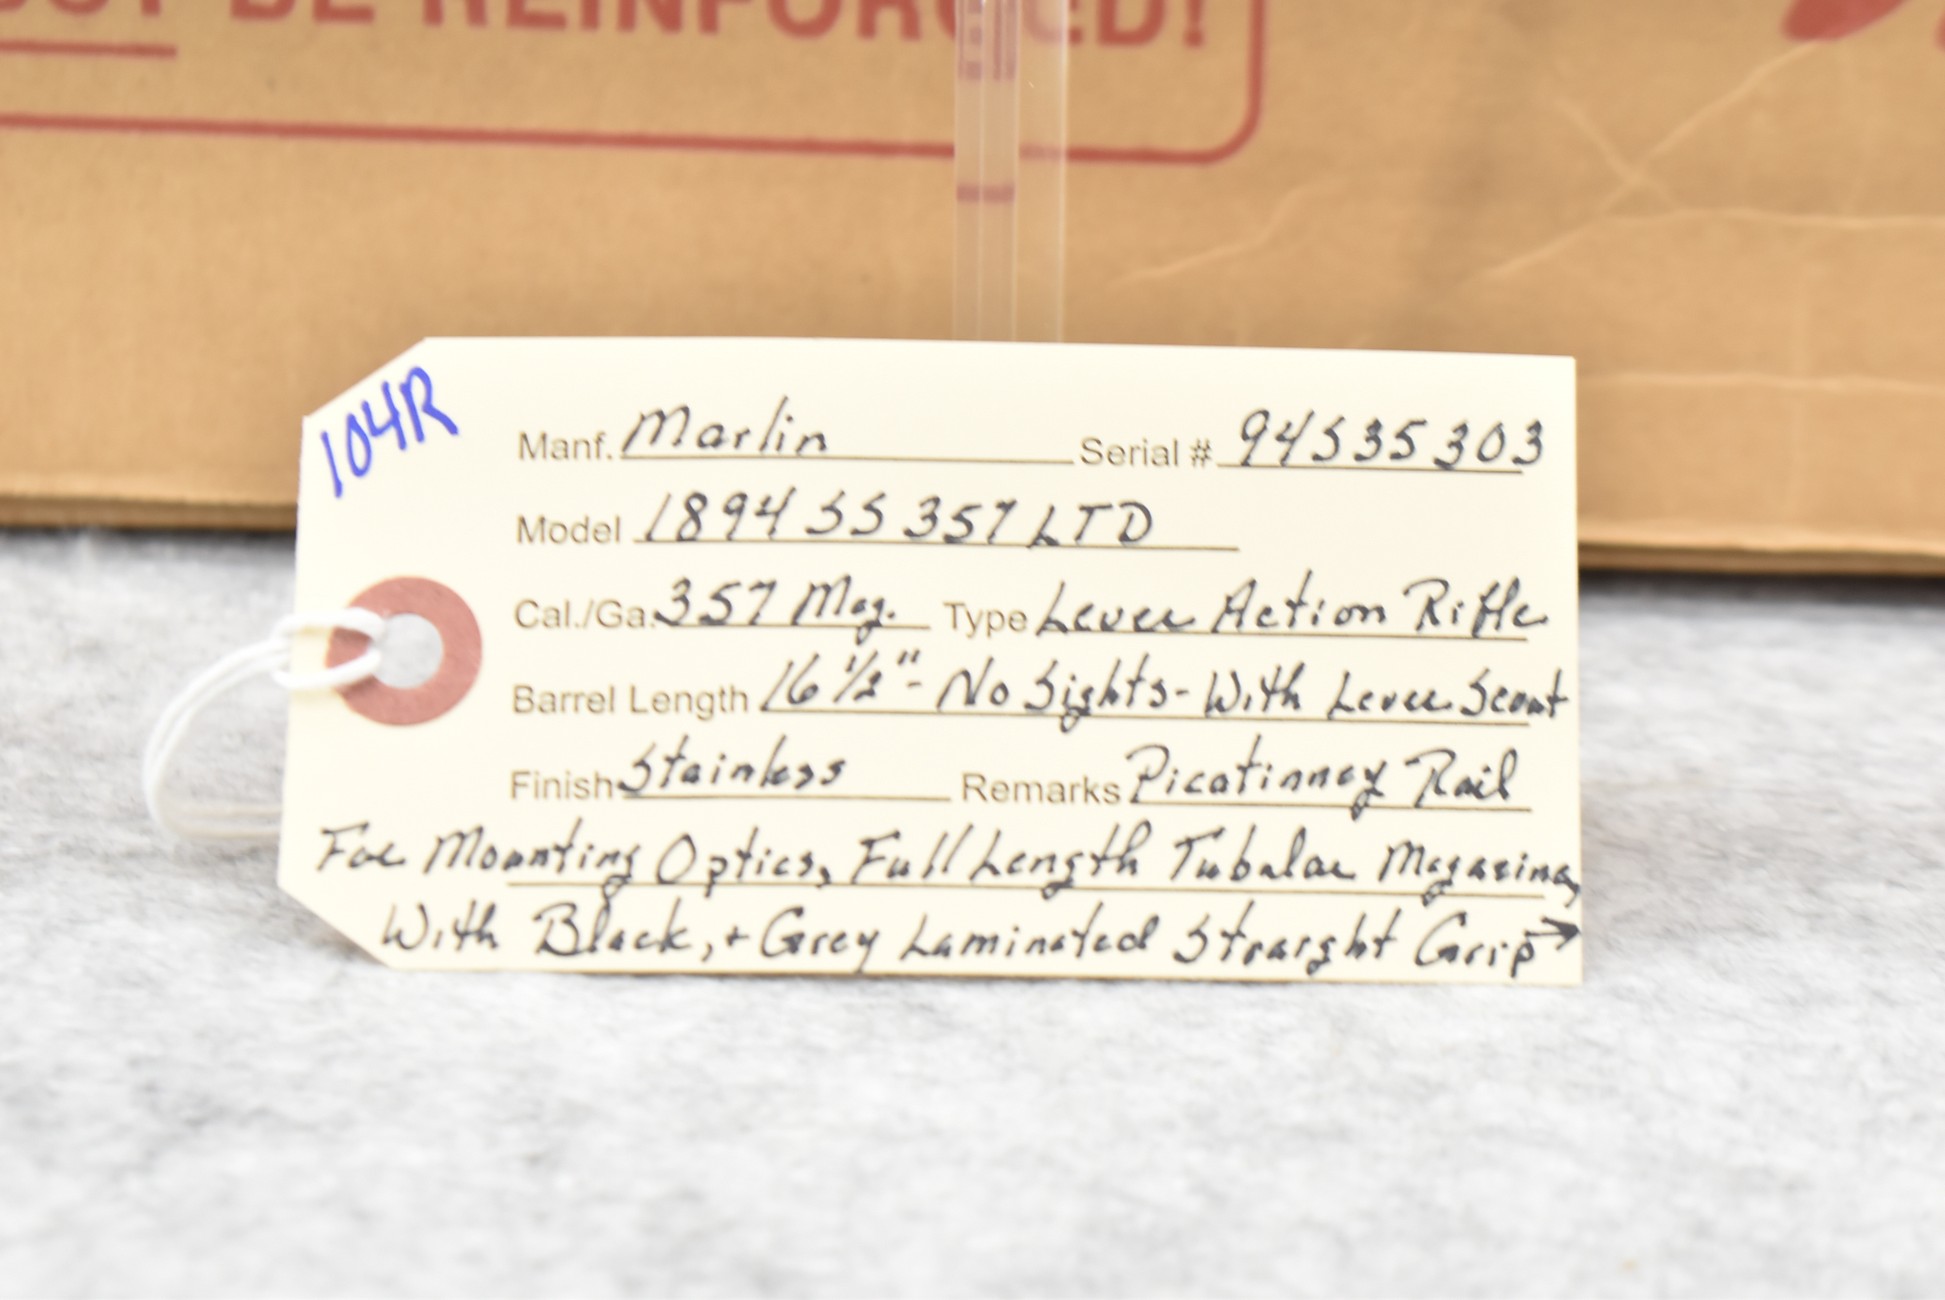 BE REINFORCED!
104R
Manf. Marlin Serial # 94535303
Model 1894 SS 357 LTD
Cal./Ga. 357 Mag. Type Lever Action Rifle
Barrel Length 16 1/2" - No Sights - With Lever Scout
Finish Stainless Remarks Picatinney Rail
For Mounting Optics, Full Length Tubular Magazine,
With Black, + Grey Laminated Straight Grip →